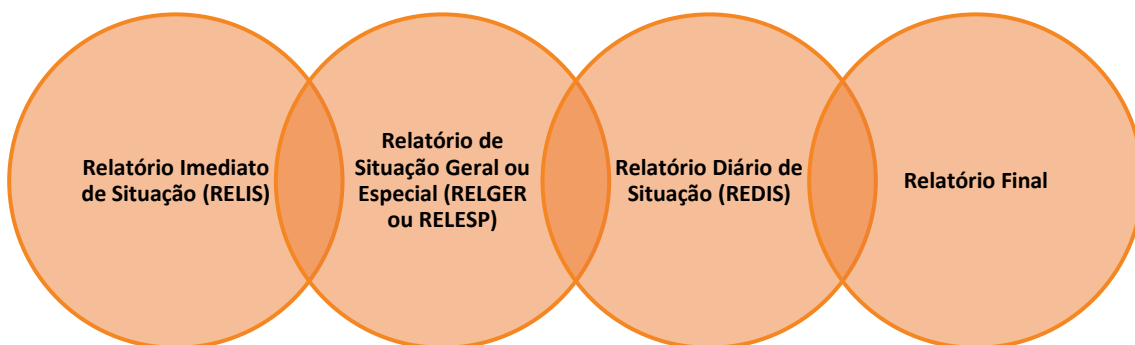 Relatório Imediato
de Situação (RELIS)
Relatório de
Situação Geral ou
Especial (RELGER
ou RELESP)
Relatório Diário de
Situação (REDIS)
Relatório Final